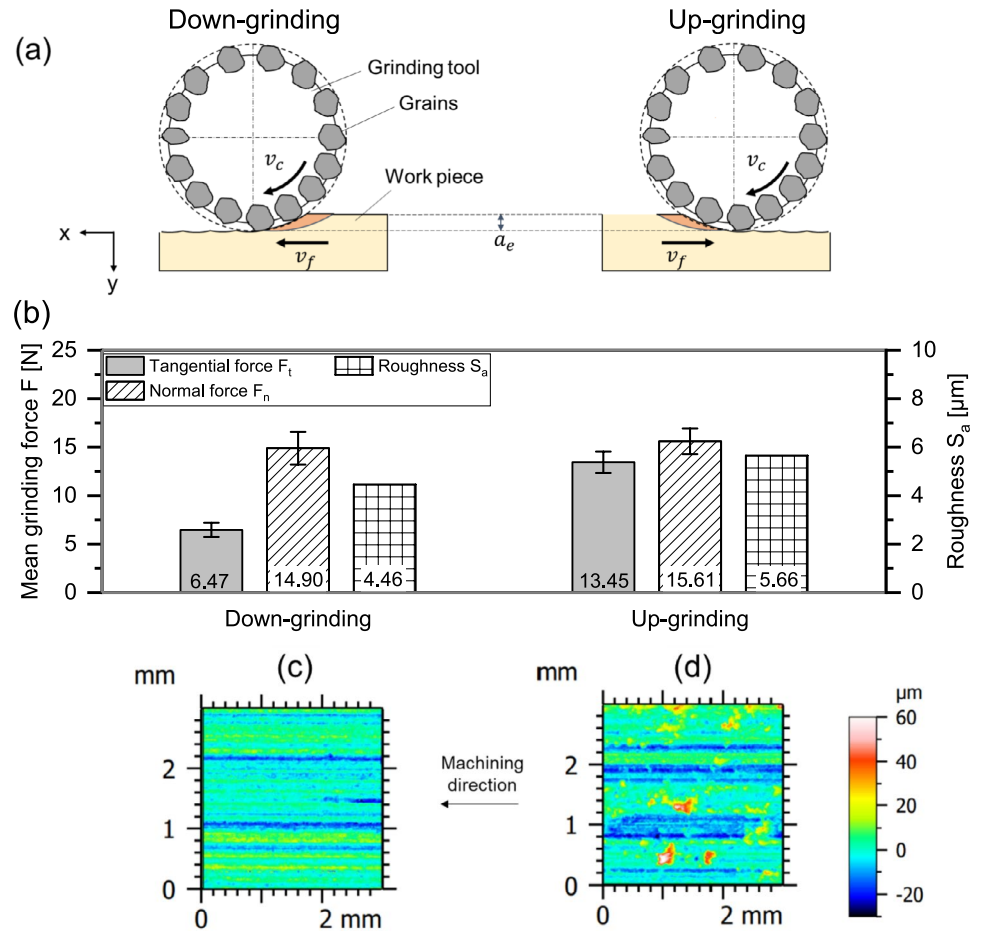 Down-grinding
Up-grinding
(a)
Grinding tool
Grains
v_c
v_c
Work piece
x
y
v_f
a_e
v_f
(b)
Mean grinding force F [N]
25
20
15
10
5
0
Tangential force F_t
Roughness S_a
Normal force F_n
6.47
14.90
4.46
13.45
15.61
5.66
10
8
6
4
2
0
Roughness S_a [µm]
Down-grinding
Up-grinding
(c)
(d)
mm
2
1
0
0
2 mm
Machining
direction
mm
2
1
0
0
2 mm
µm
60
40
20
0
-20